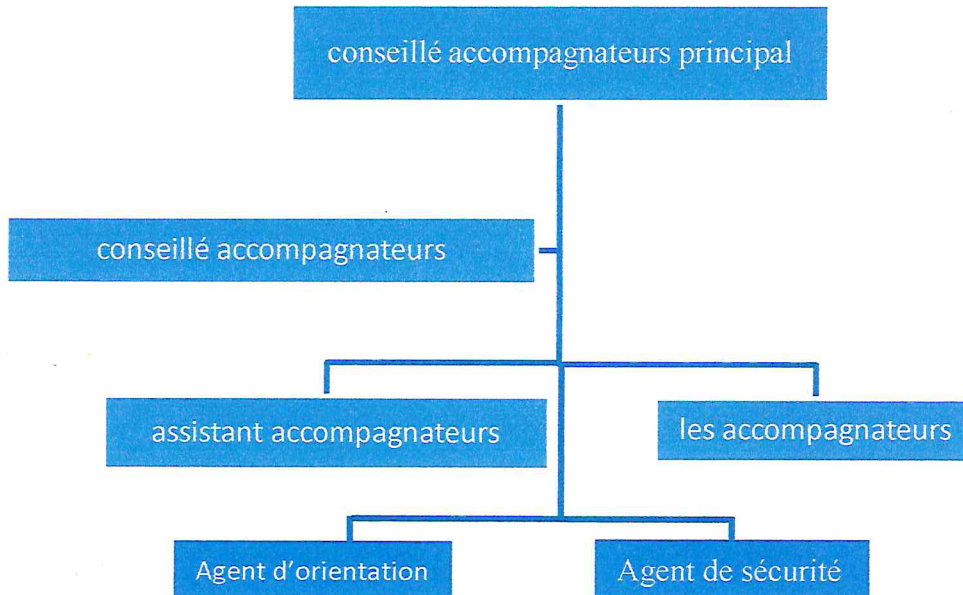 conseillé accompagnateurs principal
conseillé accompagnateurs
assistant accompagnateurs
les accompagnateurs
Agent d'orientation
Agent de sécurité